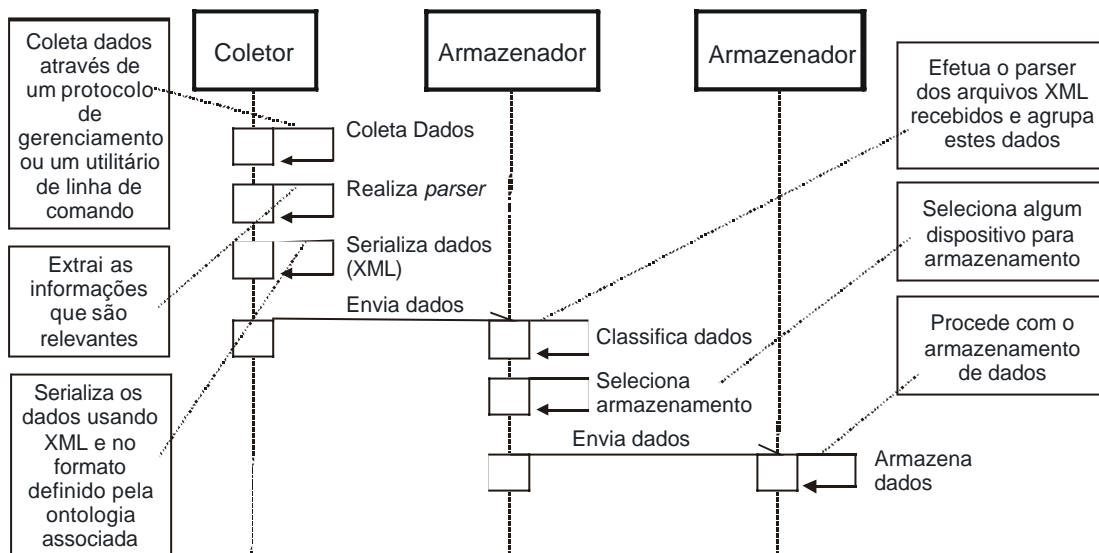 Coleta dados
através de
um protocolo
de
gerenciamento
ou um utilitário
de linha de
comando
Extrai as
informações
que são
relevantes
Serializa os
dados usando
XML e no
formato
definido pela
ontologia
associada
Coletor
Armazenador
Armazenador
Coleta Dados
Realiza parser
Serializa dados
(XML)
Envia dados
Classifica dados
Seleciona
armazenamento
Envia dados
Armazena
dados
Efetua o parser
dos arquivos XML
recebidos e agrupa
estes dados
Seleciona algum
dispositivo para
armazenamento
Procede com o
armazenamento
de dados